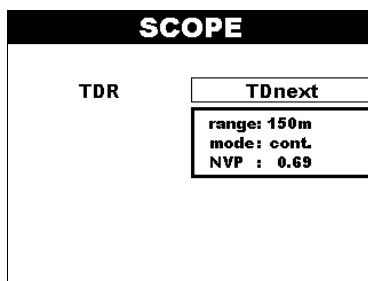 SCOPE
TDR TDnext
range: 150m
mode: cont.
NVP : 0.69